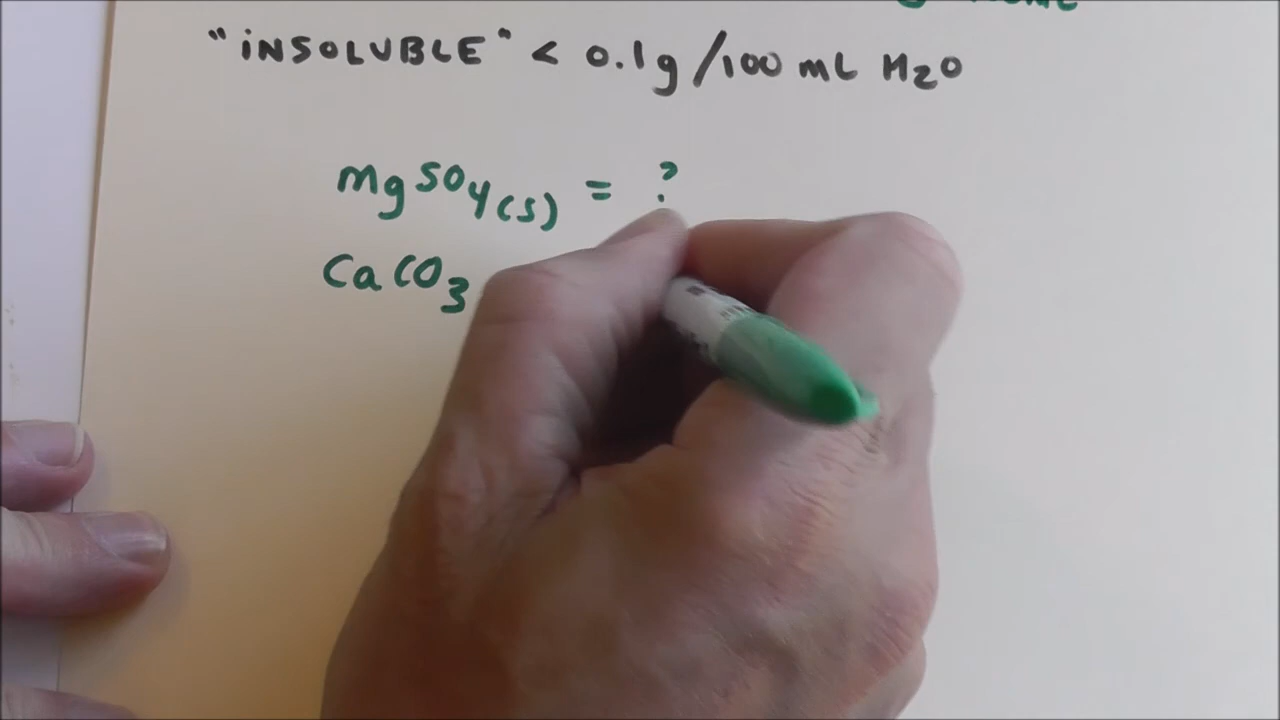 "iNSOLUBLE" < 0.1g/100 mL H2O
MgSO4(s) = ?
CaCO3